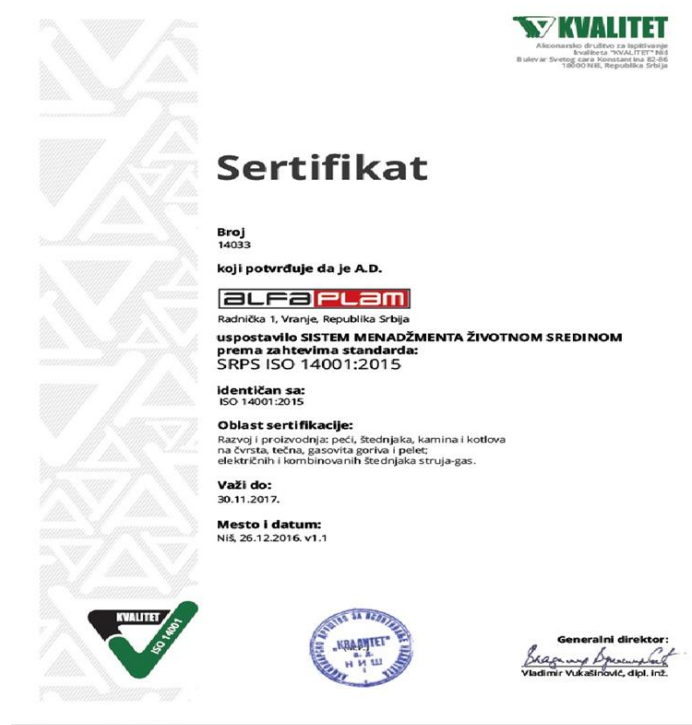 KVALITET
Akcionarsko društvo za ispitivanje
kvaliteta "KVALITET" Niš
Bulevar Svetog cara Konstantina 82-86
18000 Niš, Republika Srbija
Sertifikat
Broj
14033
koji potvrđuje da je A.D.
ALFA PLAM
Radnička 1, Vranje, Republika Srbija
uspostavilo SISTEM MENADŽMENTA ŽIVOTNOM SREDINOM
prema zahtevima standarda:
SRPS ISO 14001:2015
identičan sa:
ISO 14001:2015
Oblast sertifikacije:
Razvoj i proizvodnja: peći, štednjaka, kamina i kotlova
na čvrsta, tečna, gasovita goriva i pelet;
električnih i kombinovanih štednjaka struja-gas.
Važi do:
30.11.2017.
Mesto i datum:
Niš, 26.12.2016. v1.1
KVALITET
ISO 14001
„КВАЛИТЕТ"
а. д.
НИШ
Generalni direktor:
Vladimir Vukašinović, dipl. inž.